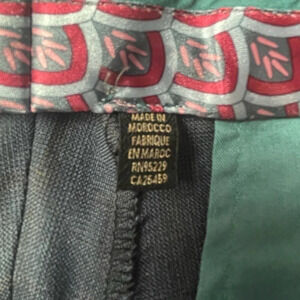 MADE IN
MOROCCO
FABRIQUE
EN MAROC
RN95229
CA26459